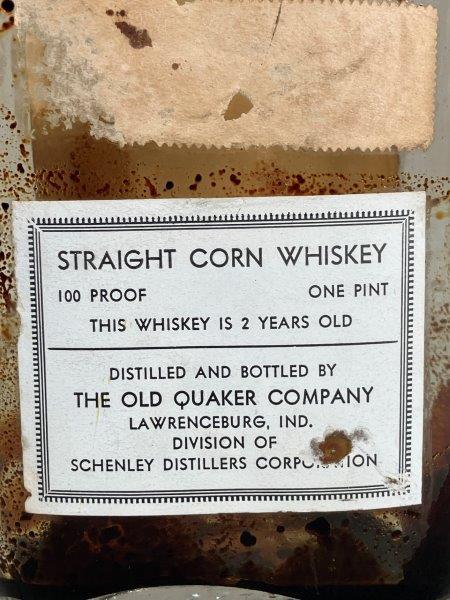 STRAIGHT CORN WHISKEY
100 PROOF ONE PINT
THIS WHISKEY IS 2 YEARS OLD
DISTILLED AND BOTTLED BY
THE OLD QUAKER COMPANY
LAWRENCEBURG, IND.
DIVISION OF
SCHENLEY DISTILLERS CORPORATION